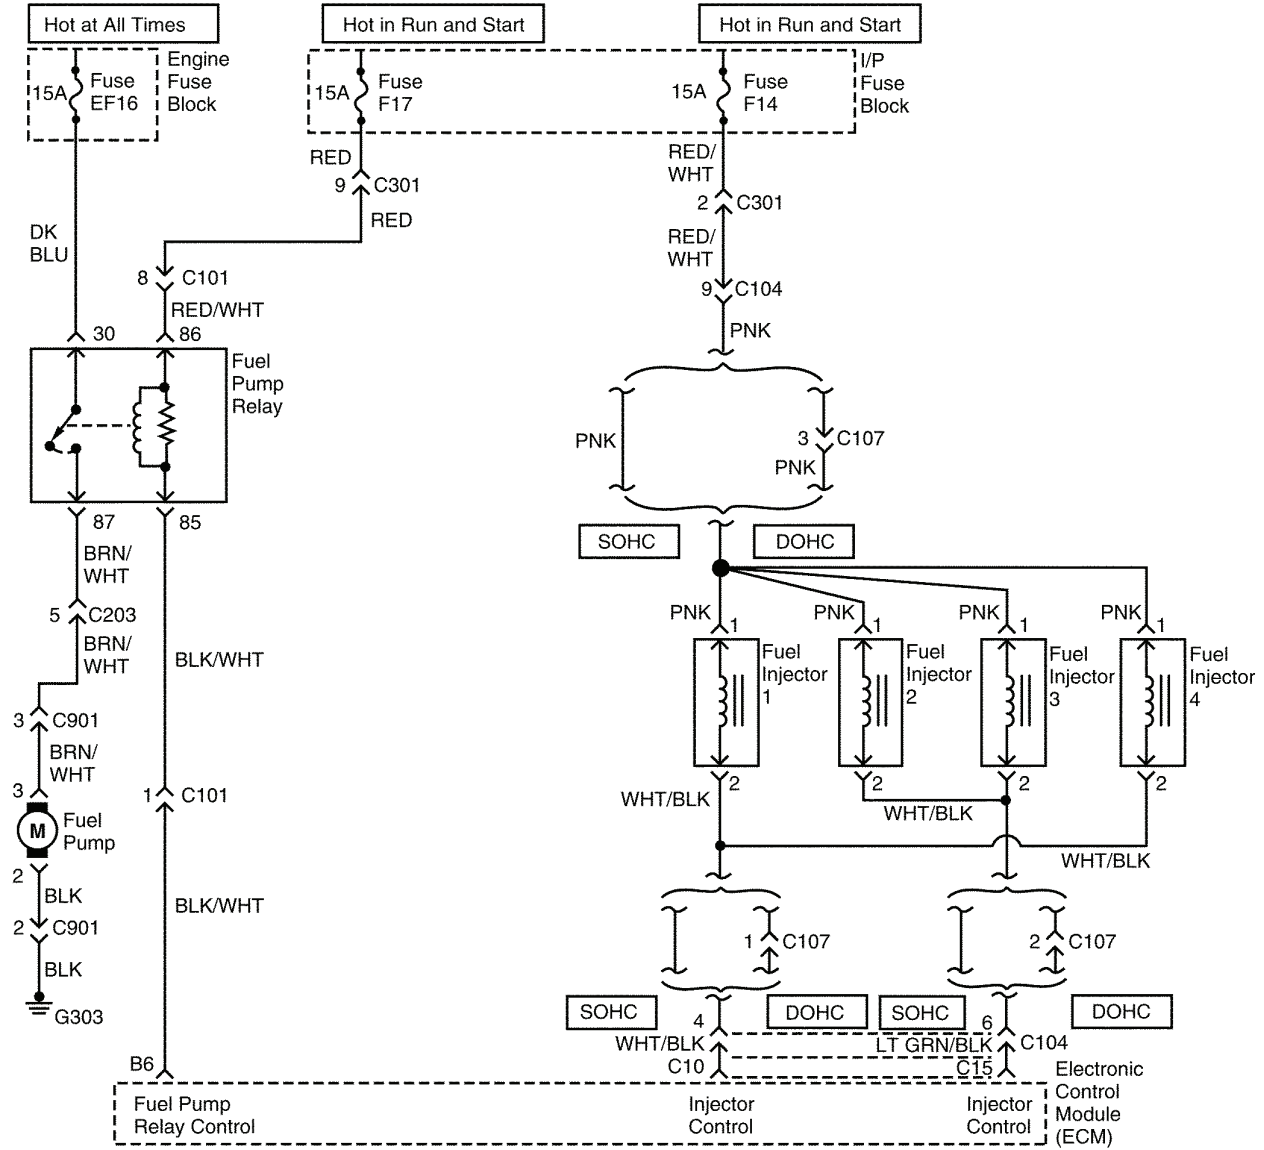 Hot at All Times
Hot in Run and Start
Hot in Run and Start
15A
Fuse
EF16
Engine
Fuse
Block
15A
Fuse
F17
15A
Fuse
F14
I/P
Fuse
Block
RED
9
C301
RED
RED/
WHT
2
C301
RED/
WHT
9
C104
PNK
DK
BLU
8
C101
RED/WHT
30
86
Fuel
Pump
Relay
87
85
PNK
3
C107
PNK
SOHC
DOHC
BRN/
WHT
5
C203
BRN/
WHT
BLK/WHT
3
C901
BRN/
WHT
3
M
Fuel
Pump
2
BLK
2
C901
BLK
G303
1
C101
BLK/WHT
B6
PNK
1
PNK
1
PNK
1
PNK
1
Fuel
Injector
1
Fuel
Injector
2
Fuel
Injector
3
Fuel
Injector
4
2
2
2
2
WHT/BLK
WHT/BLK
WHT/BLK
1
C107
2
C107
SOHC
DOHC
SOHC
DOHC
4
6
WHT/BLK
LT GRN/BLK
C104
C10
C15
Fuel Pump
Relay Control
Injector
Control
Injector
Control
Electronic
Control
Module
(ECM)